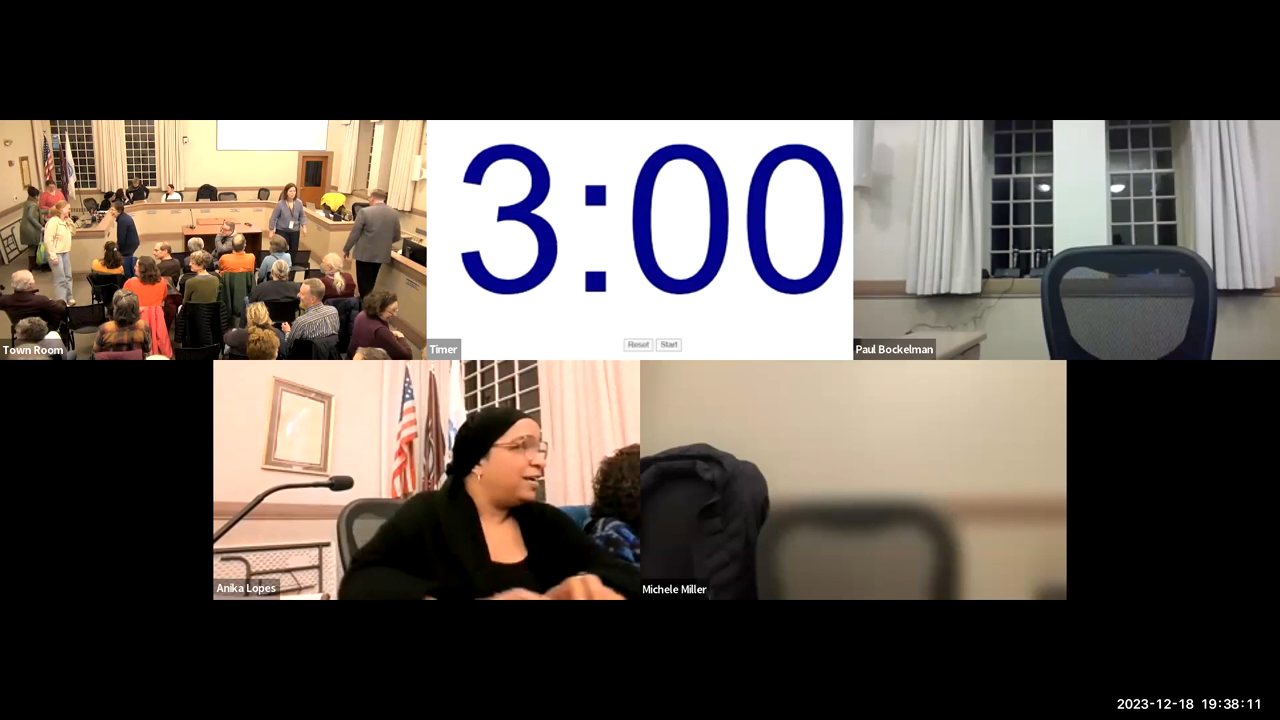 3:00
Reset Start
Town Room
Timer
Paul Bockelman
Anika Lopes
Michele Miller
2023-12-18 19:38:11